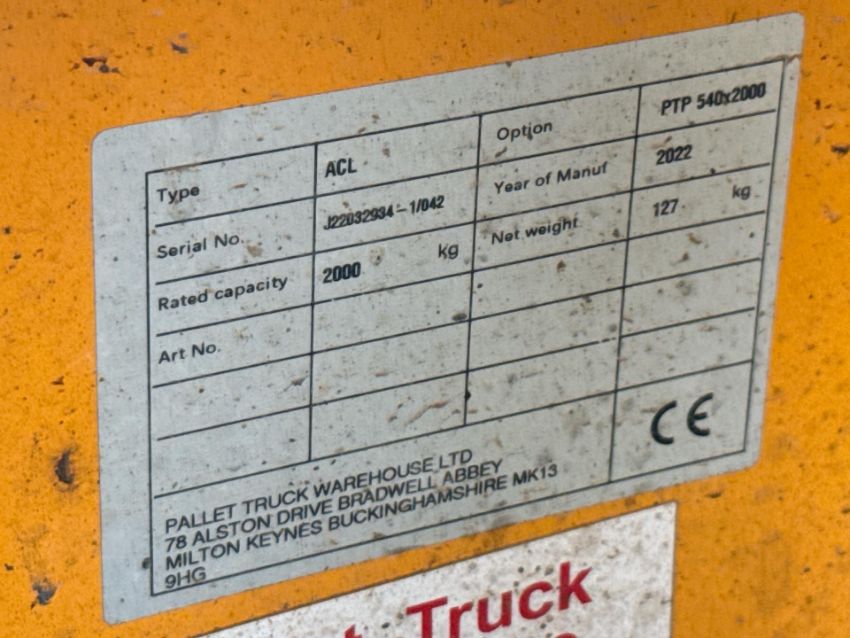 Type ACL Option PTP 540x2000
Serial No. J22032934-1/042 Year of Manuf 2022
Rated capacity 2000 kg Net weight 127 kg
Art No.
CE
PALLET TRUCK WAREHOUSE LTD
78 ALSTON DRIVE BRADWELL ABBEY
MILTON KEYNES BUCKINGHAMSHIRE MK13
9HG
Truck